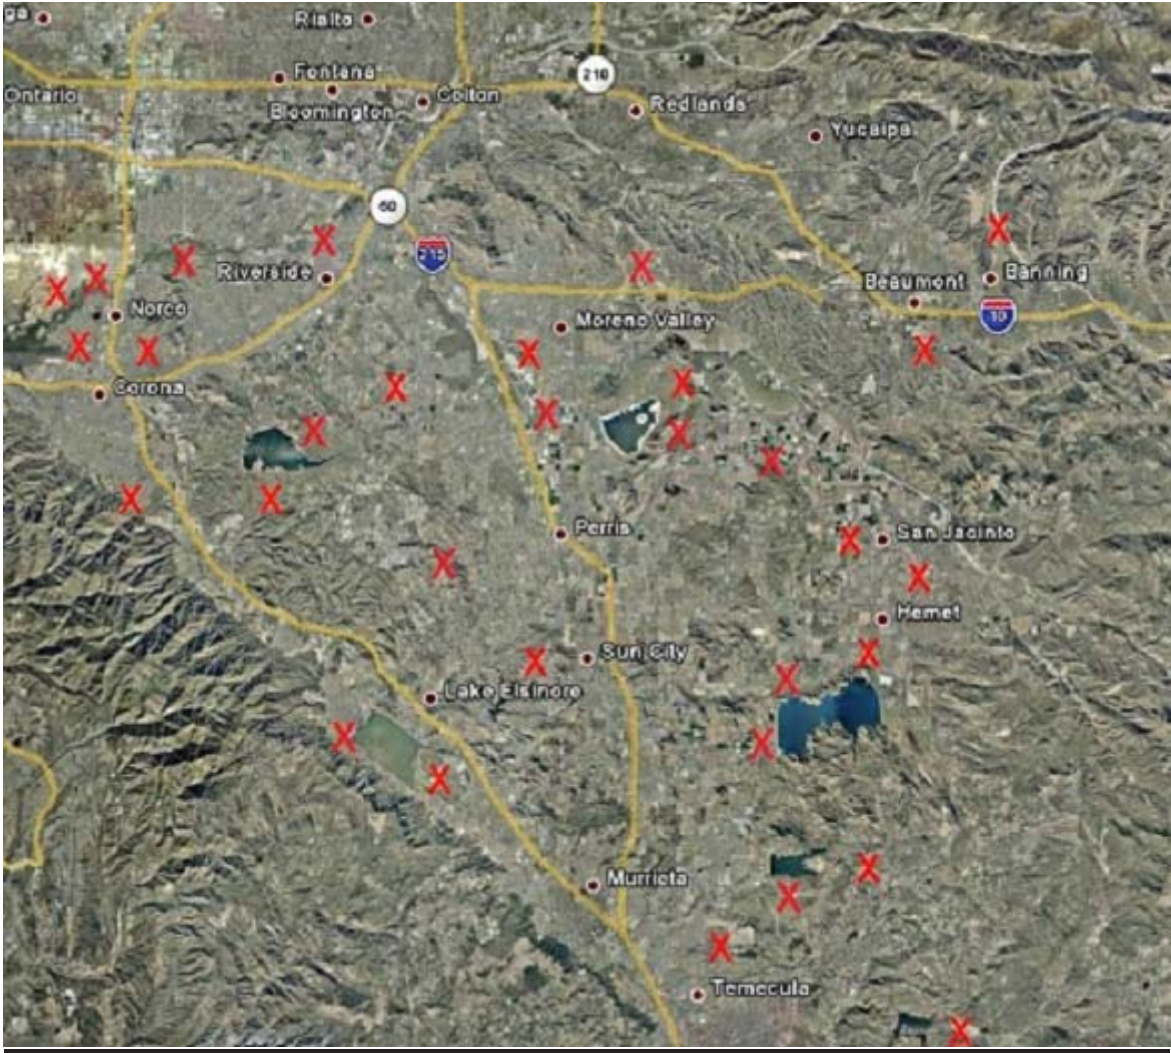 ga
Rialto
Fontana
Ontario
Bloomington
Colton
210
Redlands
Yucaipa
60
215
Riverside
Banning
Beaumont
10
Norco
Moreno Valley
Corona
Perris
San Jacinto
Hemet
Sun City
Lake Elsinore
Murrieta
Temecula